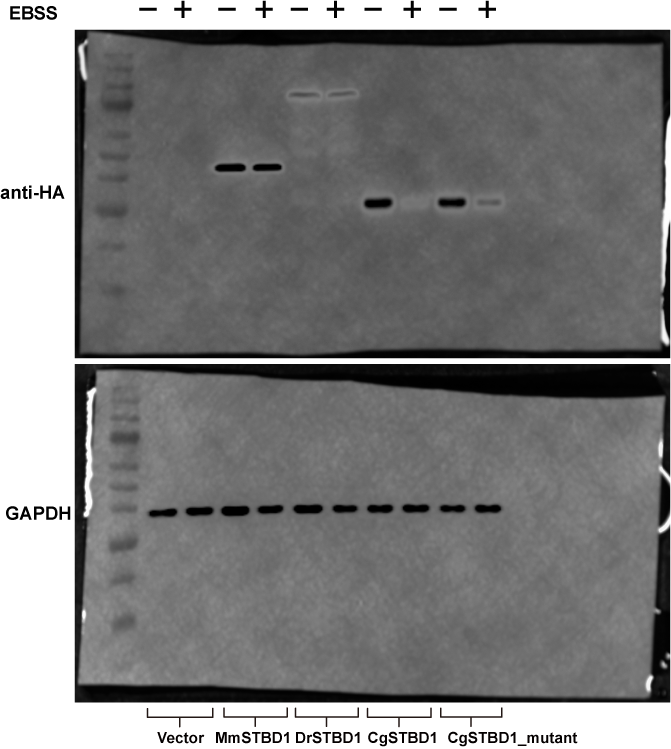 EBSS − + − + − + − + − +
anti-HA
GAPDH
Vector MmSTBD1 DrSTBD1 CgSTBD1 CgSTBD1_mutant